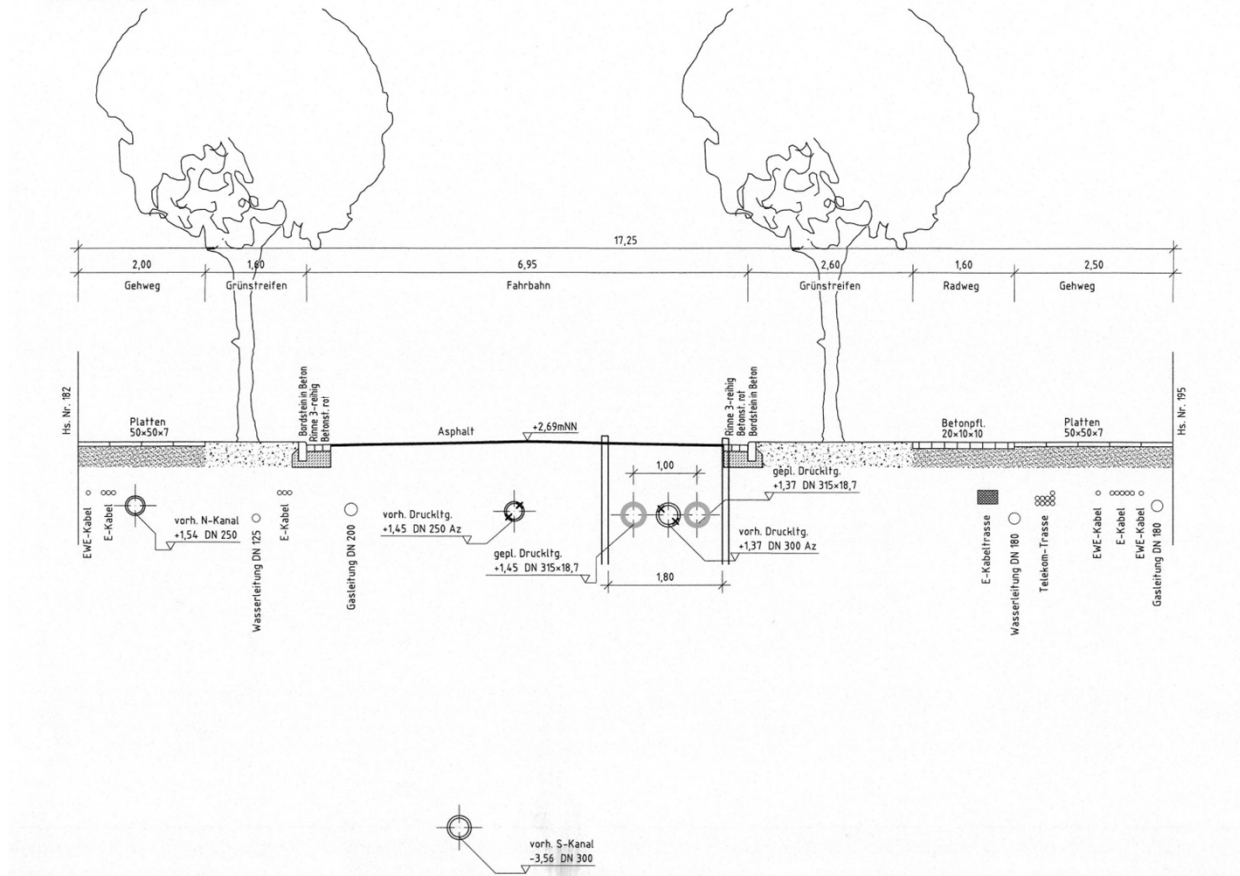 17,25
2,00
1,60
6,95
2,60
1,60
2,50
Gehweg
Grünstreifen
Fahrbahn
Grünstreifen
Radweg
Gehweg
Hs. Nr. 182
Platten
50×50×7
Bordstein in Beton
Rinne 3-reihig
Betonst. rot
Asphalt
+2,69mNN
Rinne 3-reihig
Betonst. rot
Bordstein in Beton
Betonpfl.
20×10×10
Platten
50×50×7
Hs. Nr. 195
1,00
gepl. Druckltg.
+1,37 DN 315×18,7
EWE-Kabel
E-Kabel
vorh. N-Kanal
+1,54 DN 250
Wasserleitung DN 125
E-Kabel
Gasleitung DN 200
vorh. Druckltg.
+1,45 DN 250 Az
gepl. Druckltg.
+1,45 DN 315×18,7
vorh. Druckltg.
+1,37 DN 300 Az
1,80
E-Kabeltrasse
Wasserleitung DN 180
Telekom-Trasse
EWE-Kabel
E-Kabel
EWE-Kabel
Gasleitung DN 180
vorh. S-Kanal
-3,56 DN 300